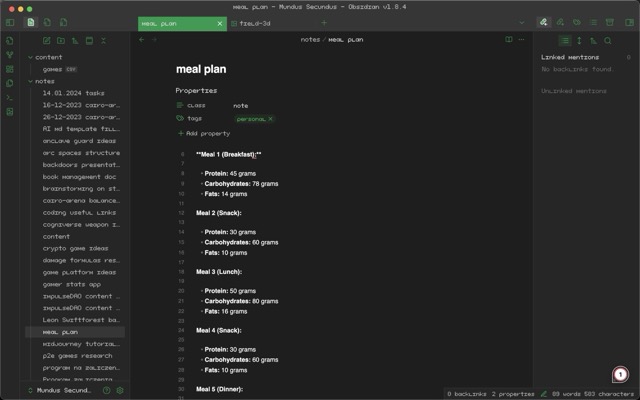 meal plan - Mundus Secundus - Obsidian v1.8.4
meal plan
field-3d
notes / meal plan
content
games
notes
14.01.2024 tasks
16-12-2023 cairo-ar...
26-12-2023 cairo-ar...
AI md template fill...
anclave guard ideas
arc spaces structure
backdoors presentat...
book management doc
brainstorming on st...
cairo-arena balance...
coding useful links
cogniverse weapon i...
content
crypto game ideas
damage formulas res...
game platform ideas
gamer stats app
impulseDAO content ...
impulseDAO content ...
Leon Swiftforest ba...
meal plan
midjourney tutorial...
p2e games research
program na zaliczen...
Mundus Secund...
meal plan
Properties
class
note
tags
personal
Add property
6 **Meal 1 (Breakfast):**
7
8 - Protein: 45 grams
9 - Carbohydrates: 78 grams
10 - Fats: 14 grams
11
12 Meal 2 (Snack):
13
14 - Protein: 30 grams
15 - Carbohydrates: 60 grams
16 - Fats: 10 grams
17
18 Meal 3 (Lunch):
19
20 - Protein: 50 grams
21 - Carbohydrates: 80 grams
22 - Fats: 16 grams
23
24 Meal 4 (Snack):
25
26 - Protein: 30 grams
27 - Carbohydrates: 60 grams
28 - Fats: 10 grams
29
30 Meal 5 (Dinner):
Linked mentions 0
No backlinks found.
Unlinked mentions
1
0 backlinks 2 properties words 503 characters